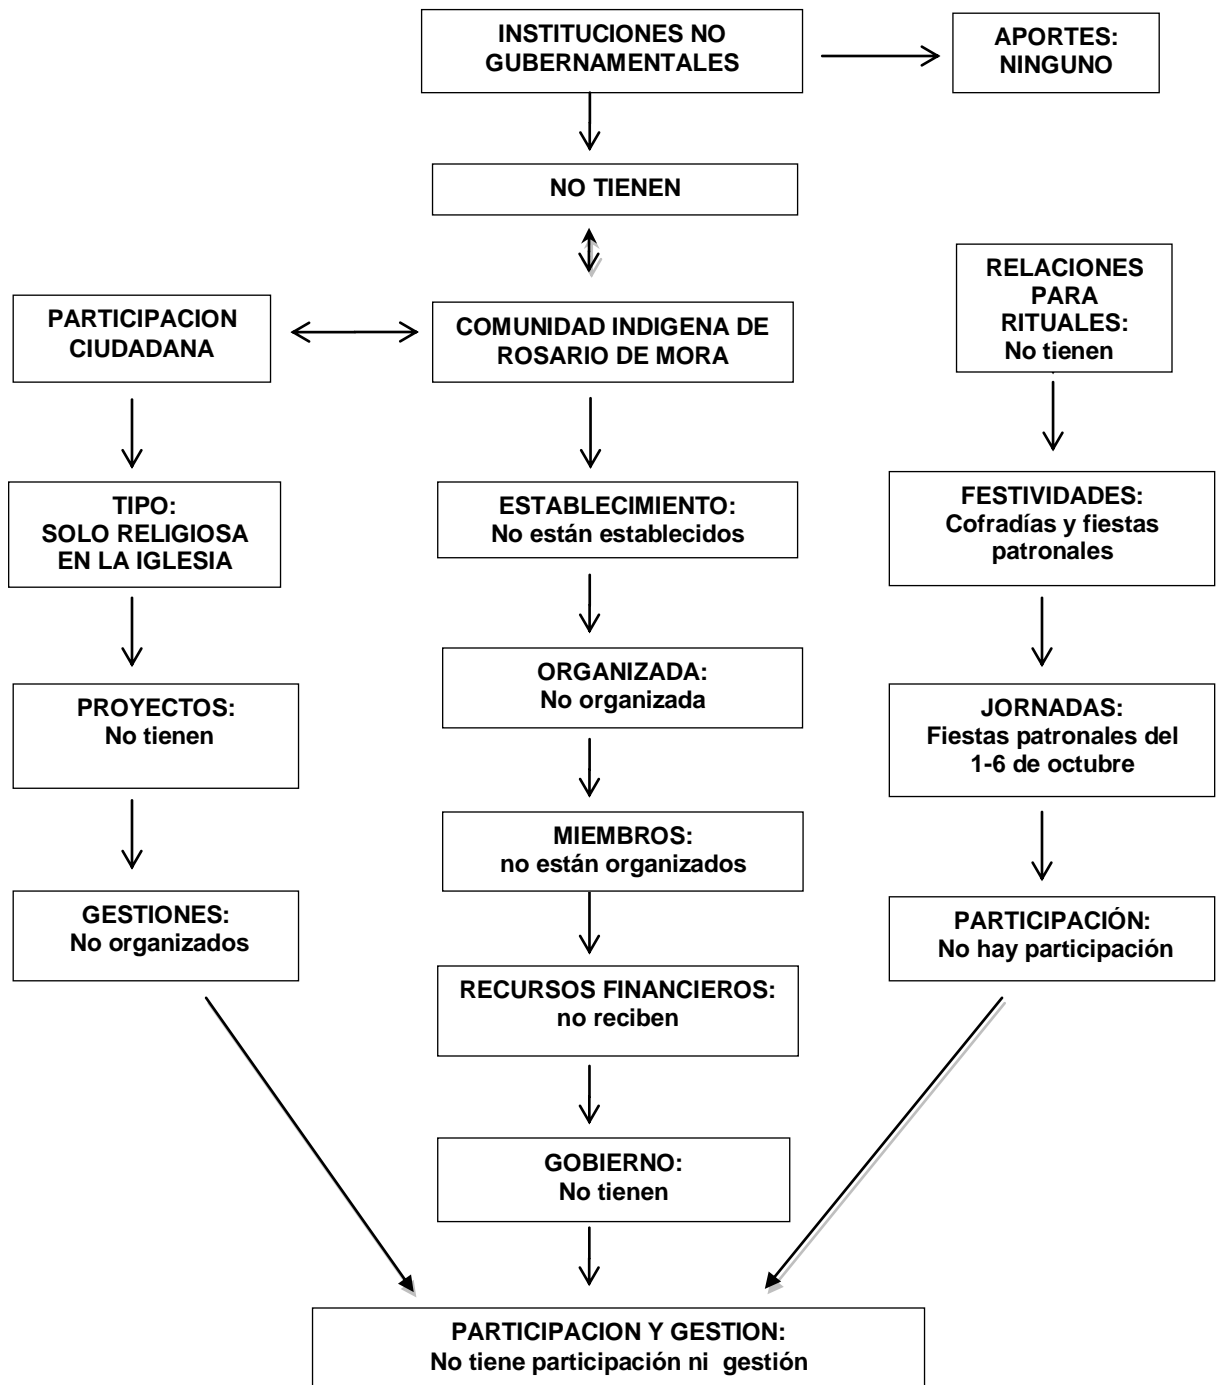 INSTITUCIONES NO
GUBERNAMENTALES
APORTES:
NINGUNO
NO TIENEN
RELACIONES
PARA
RITUALES:
No tienen
PARTICIPACION
CIUDADANA
COMUNIDAD INDIGENA DE
ROSARIO DE MORA
TIPO:
SOLO RELIGIOSA
EN LA IGLESIA
ESTABLECIMIENTO:
No están establecidos
FESTIVIDADES:
Cofradías y fiestas
patronales
ORGANIZADA:
No organizada
PROYECTOS:
No tienen
JORNADAS:
Fiestas patronales del
1-6 de octubre
MIEMBROS:
no están organizados
GESTIONES:
No organizados
PARTICIPACIÓN:
No hay participación
RECURSOS FINANCIEROS:
no reciben
GOBIERNO:
No tienen
PARTICIPACION Y GESTION:
No tiene participación ni  gestión